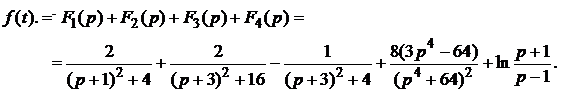 f(t). =· F₁(p) + F₂(p) + F₃(p) + F₄(p) =
= 2/((p+1)² + 4) + 2/((p+3)² + 16) − 1/((p+3)² + 4) + 8(3p⁴ − 64)/(p⁴ + 64)² + ln (p+1)/(p−1).